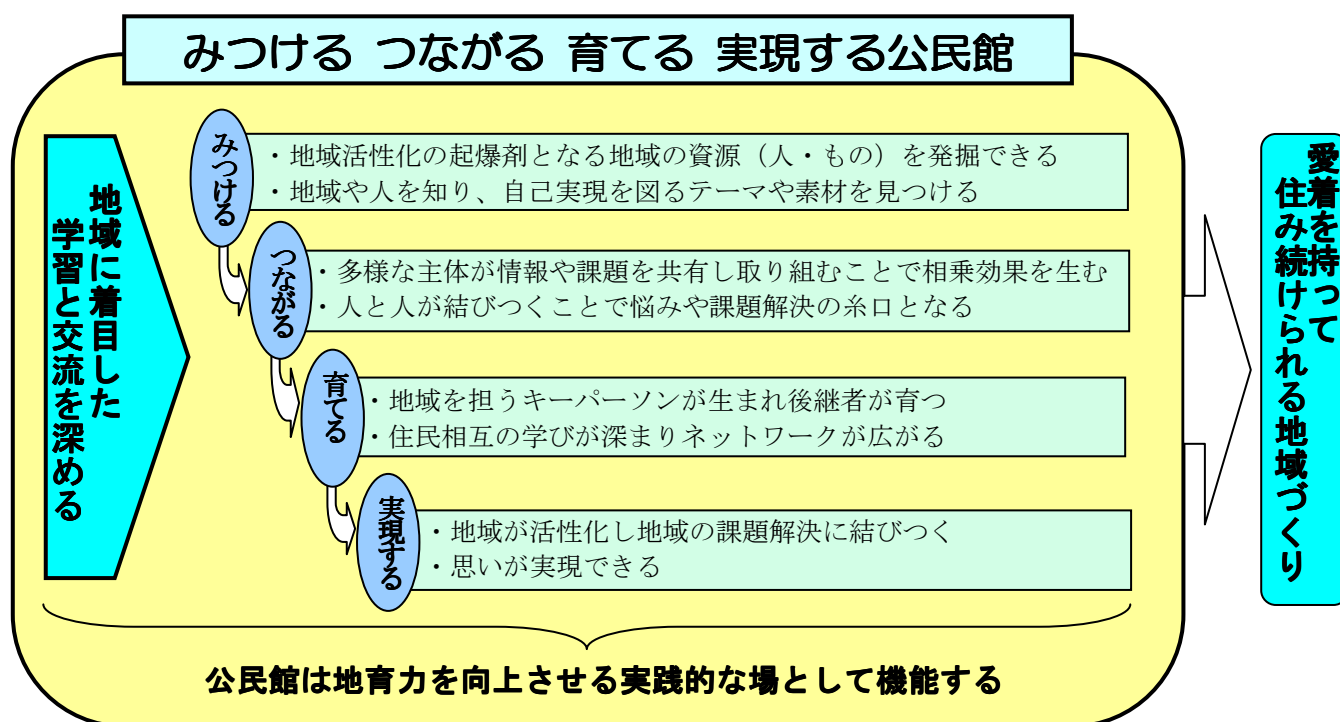 みつける つながる 育てる 実現する公民館
地域に着目した
学習と交流を深める
みつける
・地域活性化の起爆剤となる地域の資源（人・もの）を発掘できる
・地域や人を知り、自己実現を図るテーマや素材を見つける
つながる
・多様な主体が情報や課題を共有し取り組むことで相乗効果を生む
・人と人が結びつくことで悩みや課題解決の糸口となる
育てる
・地域を担うキーパーソンが生まれ後継者が育つ
・住民相互の学びが深まりネットワークが広がる
実現する
・地域が活性化し地域の課題解決に結びつく
・思いが実現できる
公民館は地育力を向上させる実践的な場として機能する
愛着を持って
住み続けられる地域づくり